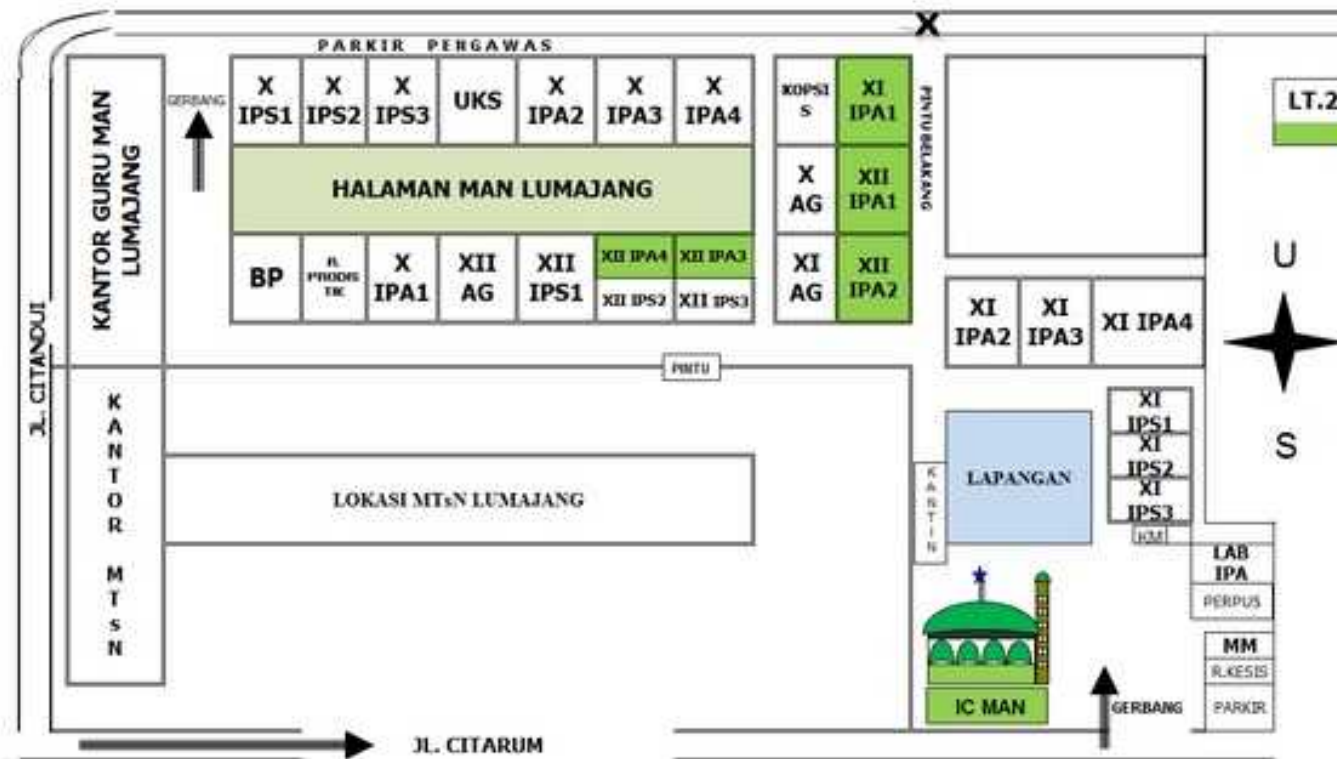 X
PARKIR PERGAWAS
KANTOR GURU MAN
LUMAJANG
GERBANG
X
IPS1
X
IPS2
X
IPS3
UKS
X
IPA2
X
IPA3
X
IPA4
KOPSI
S
XI
IPA1
PINTU BELAKANG
LT.2
HALAMAN MAN LUMAJANG
X
AG
XII
IPA1
BP
R.
PRODIS
TIK
X
IPA1
XII
AG
XII
IPS1
XII IPA4
XII IPA3
XII IPS2
XII IPS3
XI
AG
XII
IPA2
U
S
XI
IPA2
XI
IPA3
XI IPA4
JL. CITANDUI
PINTU
KANTOR MTsN
LOKASI MTsN LUMAJANG
KANTIN
LAPANGAN
XI
IPS1
XI
IPS2
XI
IPS3
KM
LAB
IPA
PERPUS
MM
R.KESIS
PARKIR
IC MAN
GERBANG
JL. CITARUM